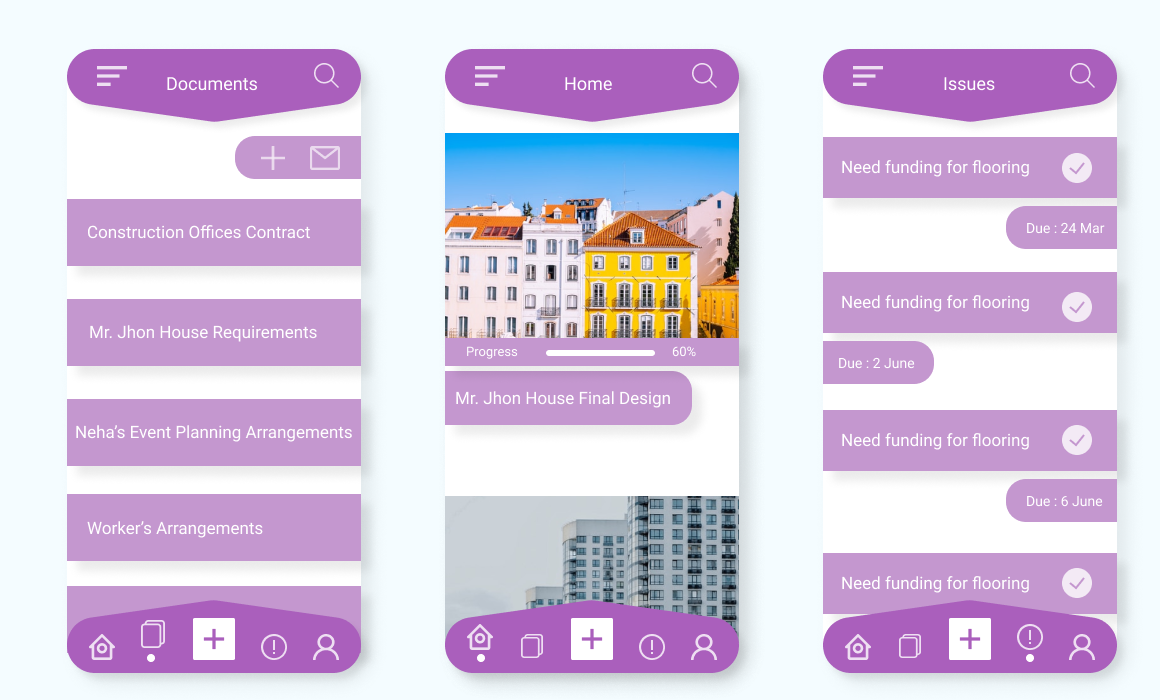 Documents
Construction Offices Contract
Mr. Jhon House Requirements
Neha’s Event Planning Arrangements
Worker’s Arrangements
Home
Progress 60%
Mr. Jhon House Final Design
Issues
Need funding for flooring
Due : 24 Mar
Need funding for flooring
Due : 2 June
Need funding for flooring
Due : 6 June
Need funding for flooring